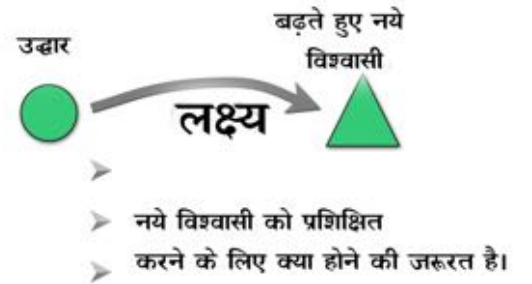 उद्धार
बढ़ते हुए नये
विश्वासी
लक्ष्य
नये विश्वासी को प्रशिक्षित
करने के लिए क्या होने की जरूरत है।